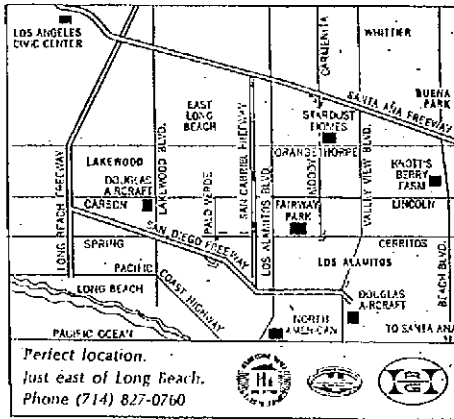 LOS ANGELES
CIVIC CENTER
WHITTIER
CARMENITA
BUENA
PARK
SANTA ANA FREEWAY
EAST
LONG
BEACH
STARDUST
HOMES
ORANGETHORPE
LAKEWOOD
DOUGLAS
AIRCRAFT
CARSON
LONG BEACH FREEWAY
LAKEWOOD BLVD.
PALO VERDE
SAN GABRIEL FREEWAY
LOS ALAMITOS BLVD.
MOODY
VALLEY VIEW BLVD.
KNOTT'S
BERRY
FARM
LINCOLN
FAIRWAY
PARK
SAN DIEGO FREEWAY
SPRING
CERRITOS
LOS ALAMITOS
BEACH BLVD.
PACIFIC
COAST HIGHWAY
LONG BEACH
DOUGLAS
AIRCRAFT
NORTH
AMERICAN
PACIFIC OCEAN
TO SANTA ANA
Perfect location.
Just east of Long Beach.
Phone (714) 827-0760